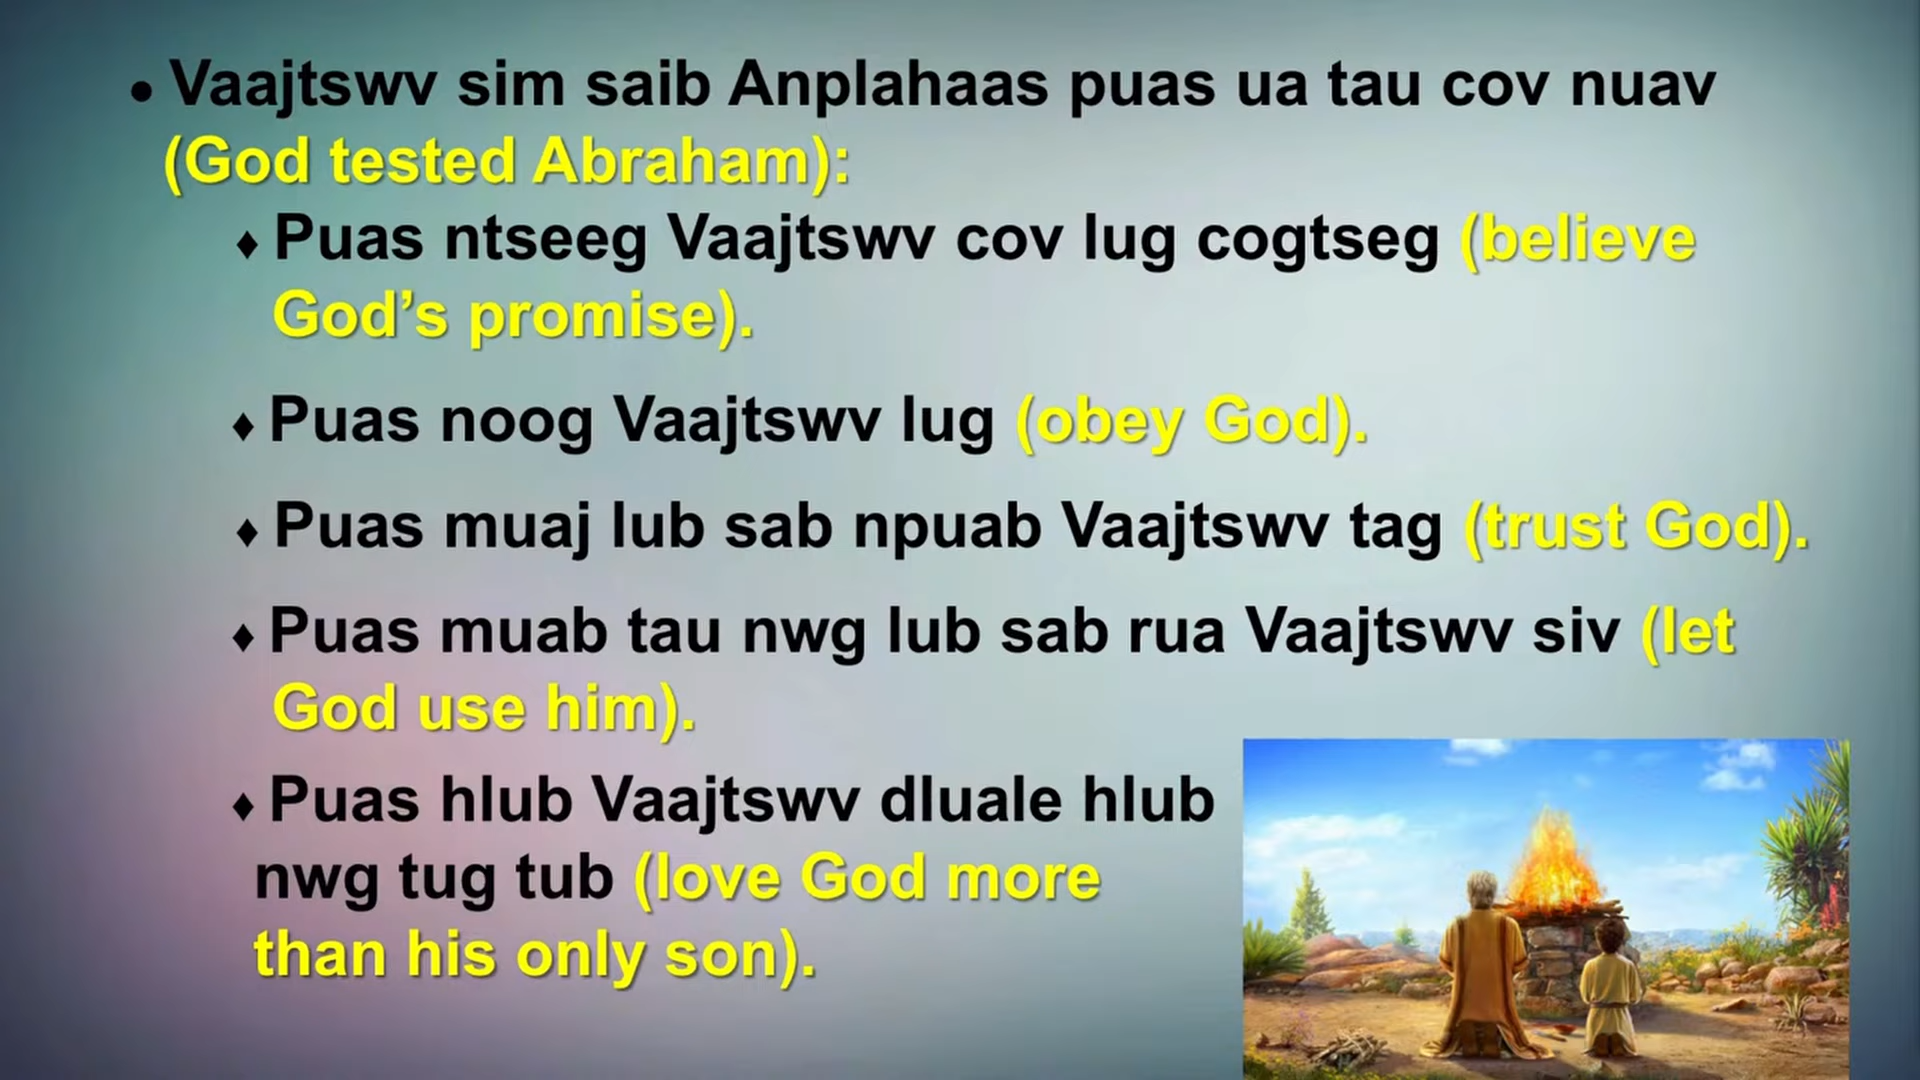 • Vaajtswv sim saib Anplahaas puas ua tau cov nuav
(God tested Abraham):
♦ Puas ntseeg Vaajtswv cov lug cogtseg (believe
God’s promise).
♦ Puas noog Vaajtswv lug (obey God).
♦ Puas muaj lub sab npuab Vaajtswv tag (trust God).
♦ Puas muab tau nwg lub sab rua Vaajtswv siv (let
God use him).
♦ Puas hlub Vaajtswv dluale hlub
nwg tug tub (love God more
than his only son).